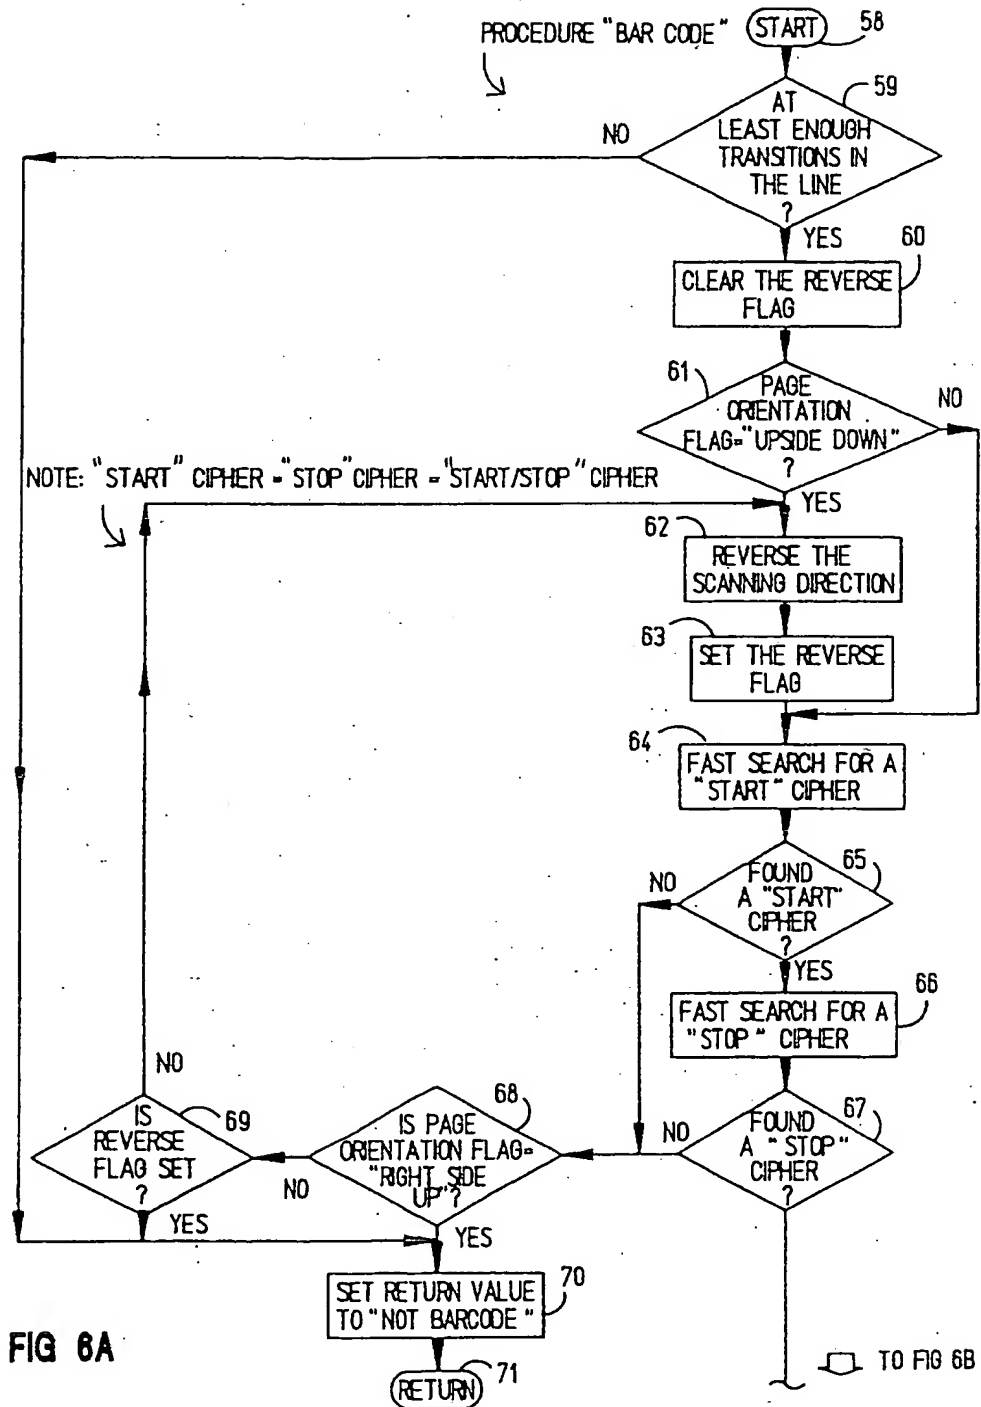 PROCEDURE "BAR CODE"
START
58
59
AT
LEAST ENOUGH
TRANSITIONS IN
THE LINE
?
NO
YES
60
CLEAR THE REVERSE
FLAG
61
PAGE
ORIENTATION
FLAG="UPSIDE DOWN"
?
NO
YES
NOTE: "START" CIPHER = "STOP" CIPHER = "START/STOP" CIPHER
62
REVERSE THE
SCANNING DIRECTION
63
SET THE REVERSE
FLAG
64
FAST SEARCH FOR A
"START" CIPHER
65
FOUND
A "START"
CIPHER
?
NO
YES
66
FAST SEARCH FOR A
"STOP" CIPHER
67
FOUND
A "STOP"
CIPHER
?
NO
68
IS PAGE
ORIENTATION FLAG=
"RIGHT SIDE
UP"?
NO
YES
69
IS
REVERSE
FLAG SET
?
NO
YES
70
SET RETURN VALUE
TO "NOT BARCODE"
71
RETURN
FIG 6A
TO FIG 6B